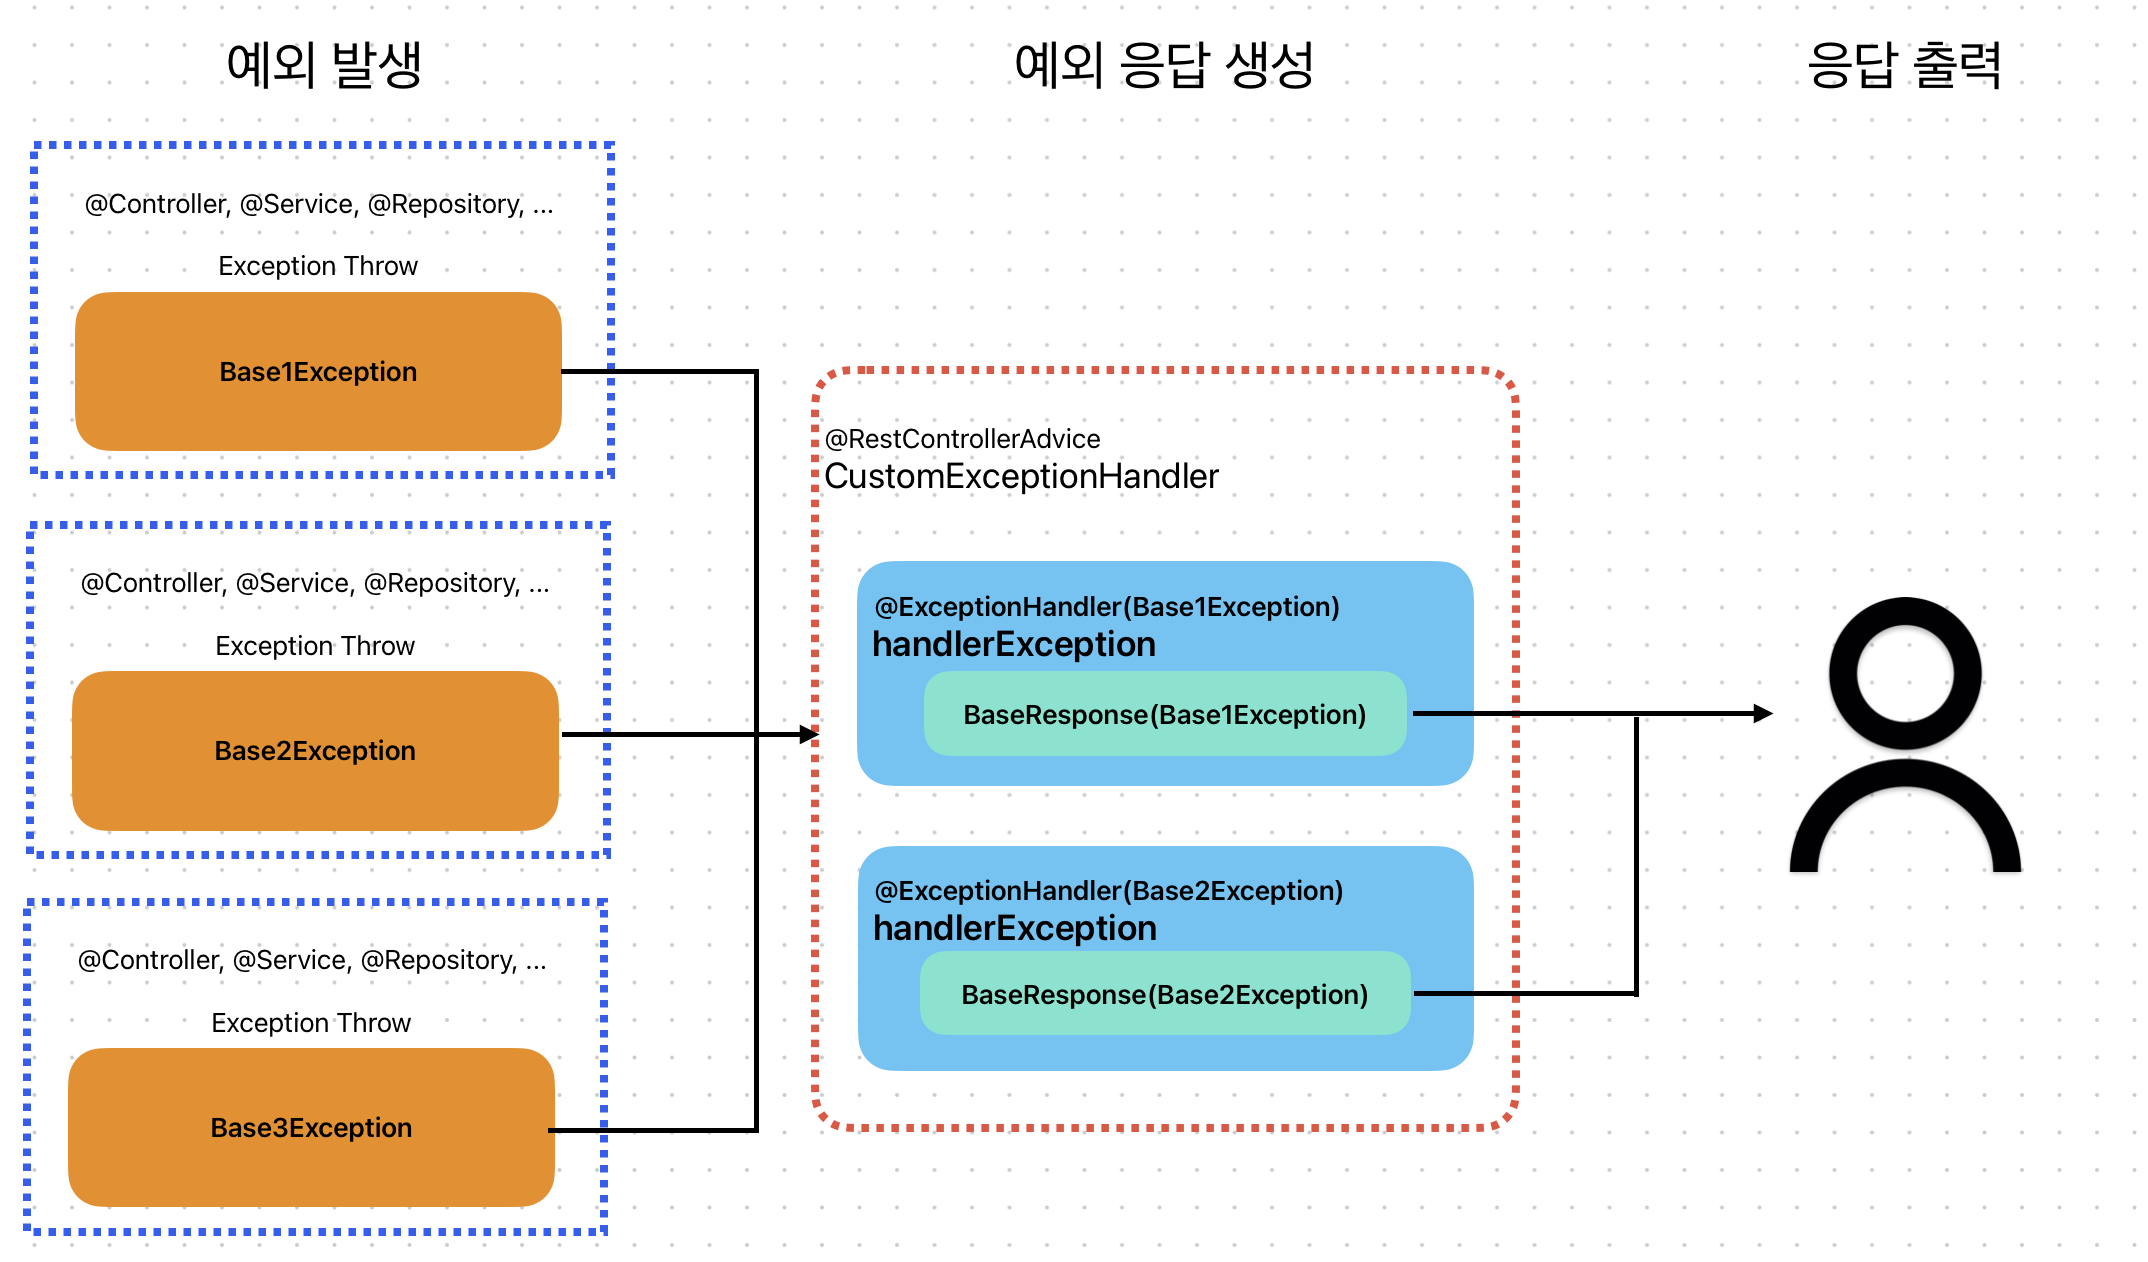 예외 발생
예외 응답 생성
응답 출력
@Controller, @Service, @Repository, ...
Exception Throw
Base1Exception
@Controller, @Service, @Repository, ...
Exception Throw
Base2Exception
@Controller, @Service, @Repository, ...
Exception Throw
Base3Exception
@RestControllerAdvice
CustomExceptionHandler
@ExceptionHandler(Base1Exception)
handlerException
BaseResponse(Base1Exception)
@ExceptionHandler(Base2Exception)
handlerException
BaseResponse(Base2Exception)